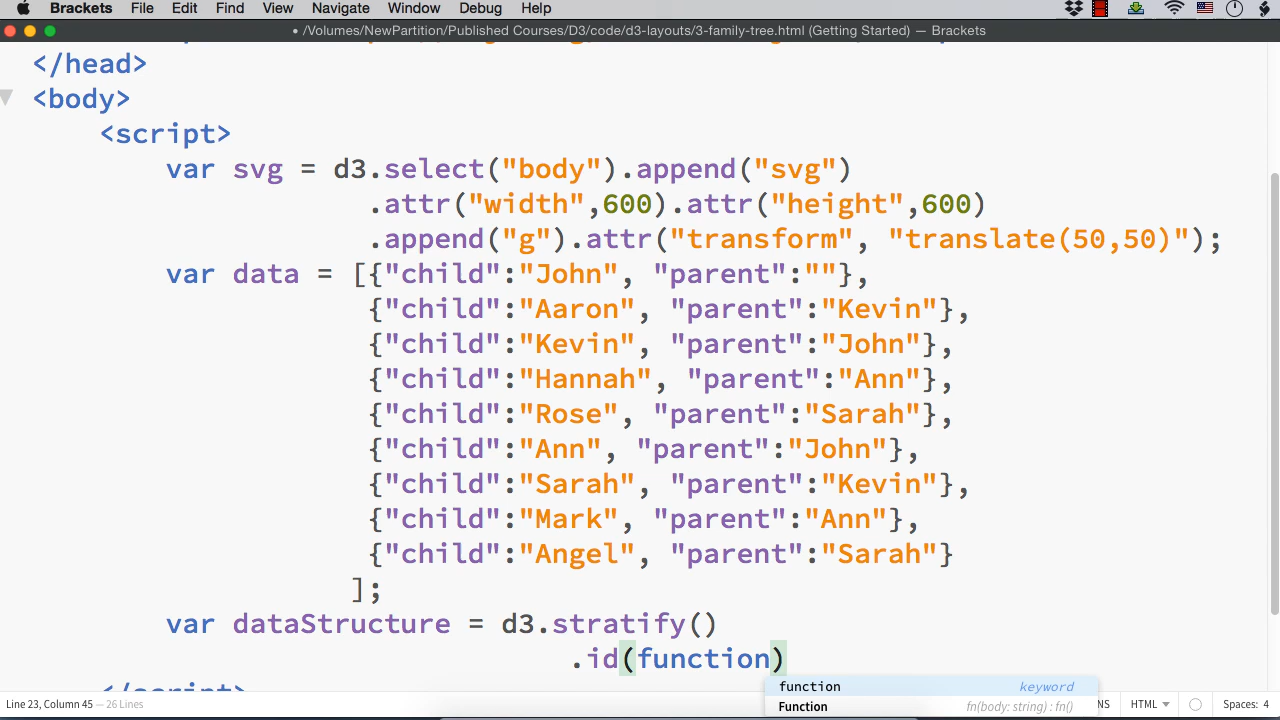 Brackets File Edit Find View Navigate Window Debug Help
• /Volumes/NewPartition/Published Courses/D3/code/d3-layouts/3-family-tree.html (Getting Started) — Brackets
</head>
<body>
<script>
var svg = d3.select("body").append("svg")
.attr("width",600).attr("height",600)
.append("g").attr("transform", "translate(50,50)");
var data = [{"child":"John", "parent":""},
{"child":"Aaron", "parent":"Kevin"},
{"child":"Kevin", "parent":"John"},
{"child":"Hannah", "parent":"Ann"},
{"child":"Rose", "parent":"Sarah"},
{"child":"Ann", "parent":"John"},
{"child":"Sarah", "parent":"Kevin"},
{"child":"Mark", "parent":"Ann"},
{"child":"Angel", "parent":"Sarah"}
];
var dataStructure = d3.stratify()
.id(function)
</script>
function keyword
Function fn(body: string) : fn()
Line 23, Column 45 — 26 Lines
NS HTML Spaces: 4